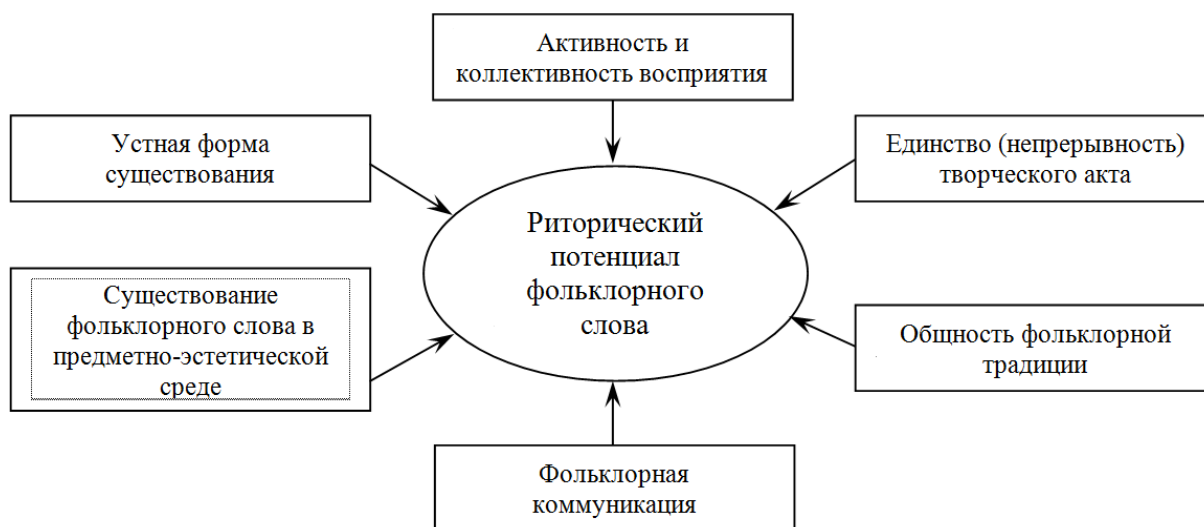 Активность и
коллективность восприятия
Устная форма
существования
Единство (непрерывность)
творческого акта
Риторический
потенциал
фольклорного
слова
Существование
фольклорного слова в
предметно-эстетической
среде
Общность фольклорной
традиции
Фольклорная
коммуникация